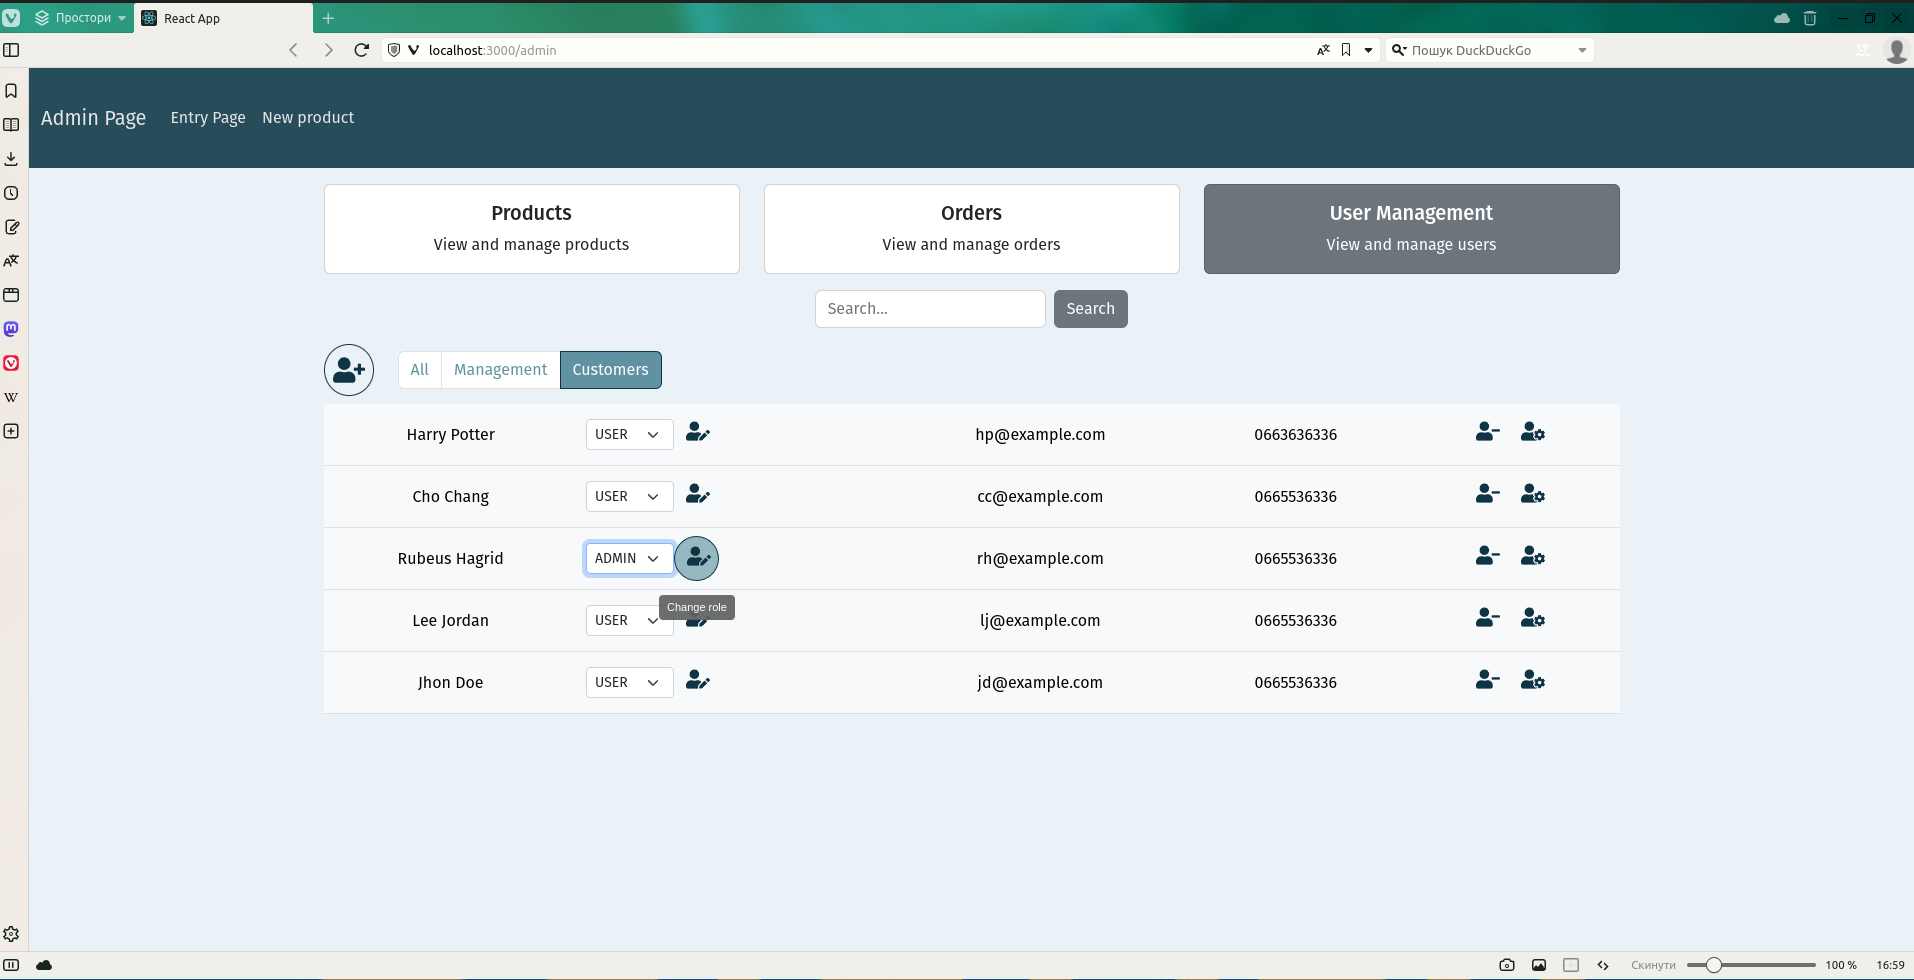 Простори
React App
localhost:3000/admin
Пошук DuckDuckGo
Admin Page Entry Page New product
Products
View and manage products
Orders
View and manage orders
User Management
View and manage users
Search...
Search
All
Management
Customers
Harry Potter USER hp@example.com 0663636336
Cho Chang USER cc@example.com 0665536336
Rubeus Hagrid ADMIN rh@example.com 0665536336
Change role
Lee Jordan USER lj@example.com 0665536336
Jhon Doe USER jd@example.com 0665536336
Скинути 100 % 16:59